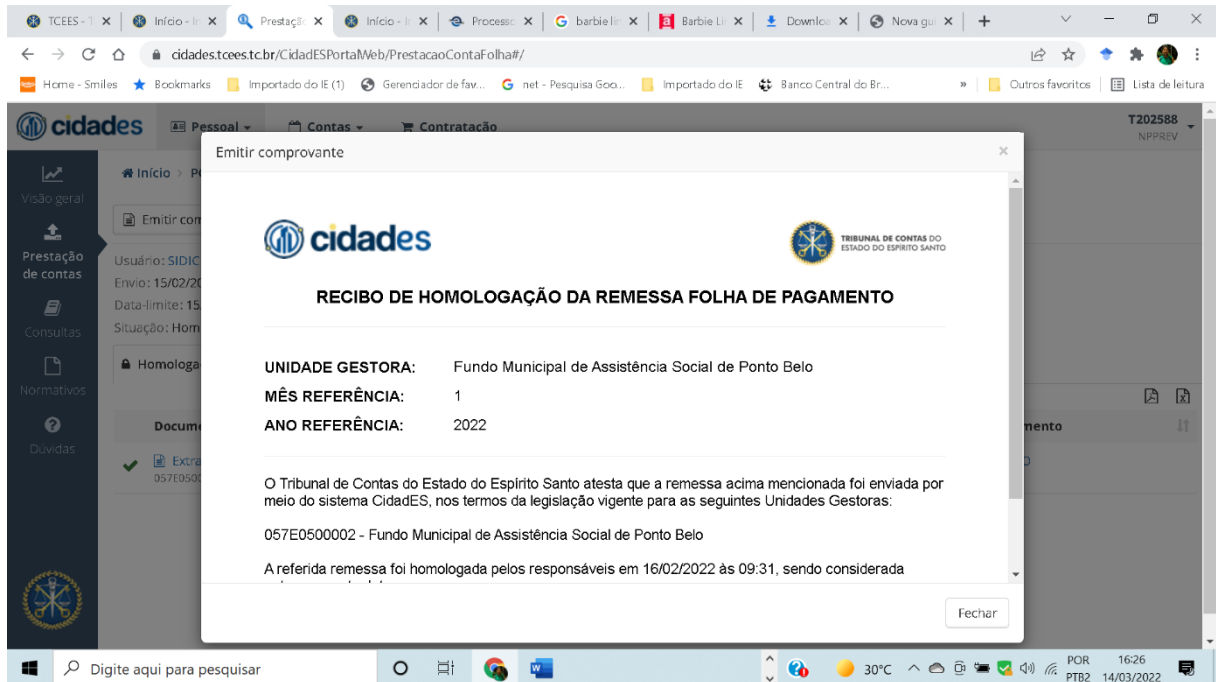 TCEES - T
Início - In
Prestaçã
Início - In
Processo
barbie lin
Barbie Li
Downloa
Nova gui
cidades.tcees.tc.br/CidadESPortalWeb/PrestacaoContaFolha#/
Home - Smiles
Bookmarks
Importado do IE (1)
Gerenciador de fav...
net - Pesquisa Goo...
Importado do IE
Banco Central do Br...
»
Outros favoritos
Lista de leitura
cidades
Pessoal
Contas
Contratação
T202588
NPPREV
Visão geral
Prestação
de contas
Consultas
Normativos
Dúvidas
Início > P
Emitir com
Usuário: SIDIC
Envio: 15/02/20
Data-limite: 15
Situação: Hom
Homologa
Docume
mento
Extra
057E0500
Emitir comprovante
cidades
TRIBUNAL DE CONTAS DO
ESTADO DO ESPÍRITO SANTO
RECIBO DE HOMOLOGAÇÃO DA REMESSA FOLHA DE PAGAMENTO
UNIDADE GESTORA: Fundo Municipal de Assistência Social de Ponto Belo
MÊS REFERÊNCIA: 1
ANO REFERÊNCIA: 2022
O Tribunal de Contas do Estado do Espírito Santo atesta que a remessa acima mencionada foi enviada por
meio do sistema CidadES, nos termos da legislação vigente para as seguintes Unidades Gestoras:
057E0500002 - Fundo Municipal de Assistência Social de Ponto Belo
A referida remessa foi homologada pelos responsáveis em 16/02/2022 às 09:31, sendo considerada
Fechar
Digite aqui para pesquisar
30°C
POR
PTB2
16:26
14/03/2022